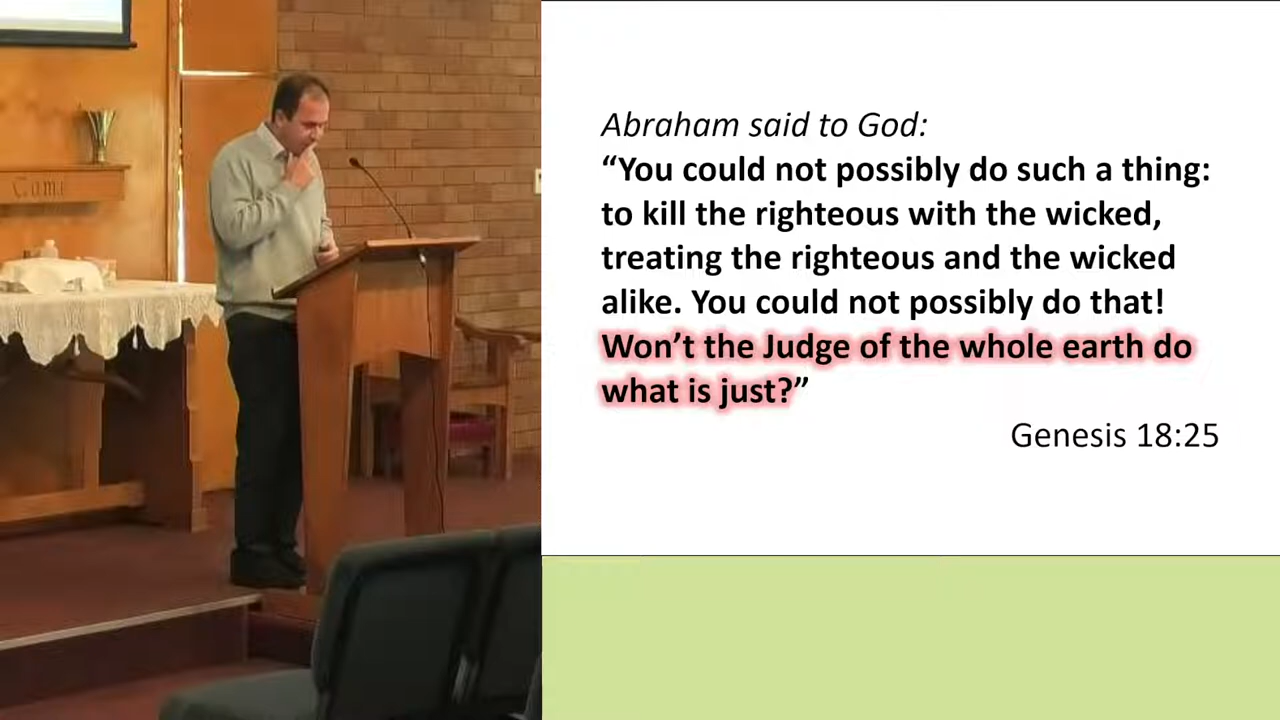 Come
Abraham said to God:
“You could not possibly do such a thing:
to kill the righteous with the wicked,
treating the righteous and the wicked
alike. You could not possibly do that!
Won’t the Judge of the whole earth do
what is just?”
Genesis 18:25